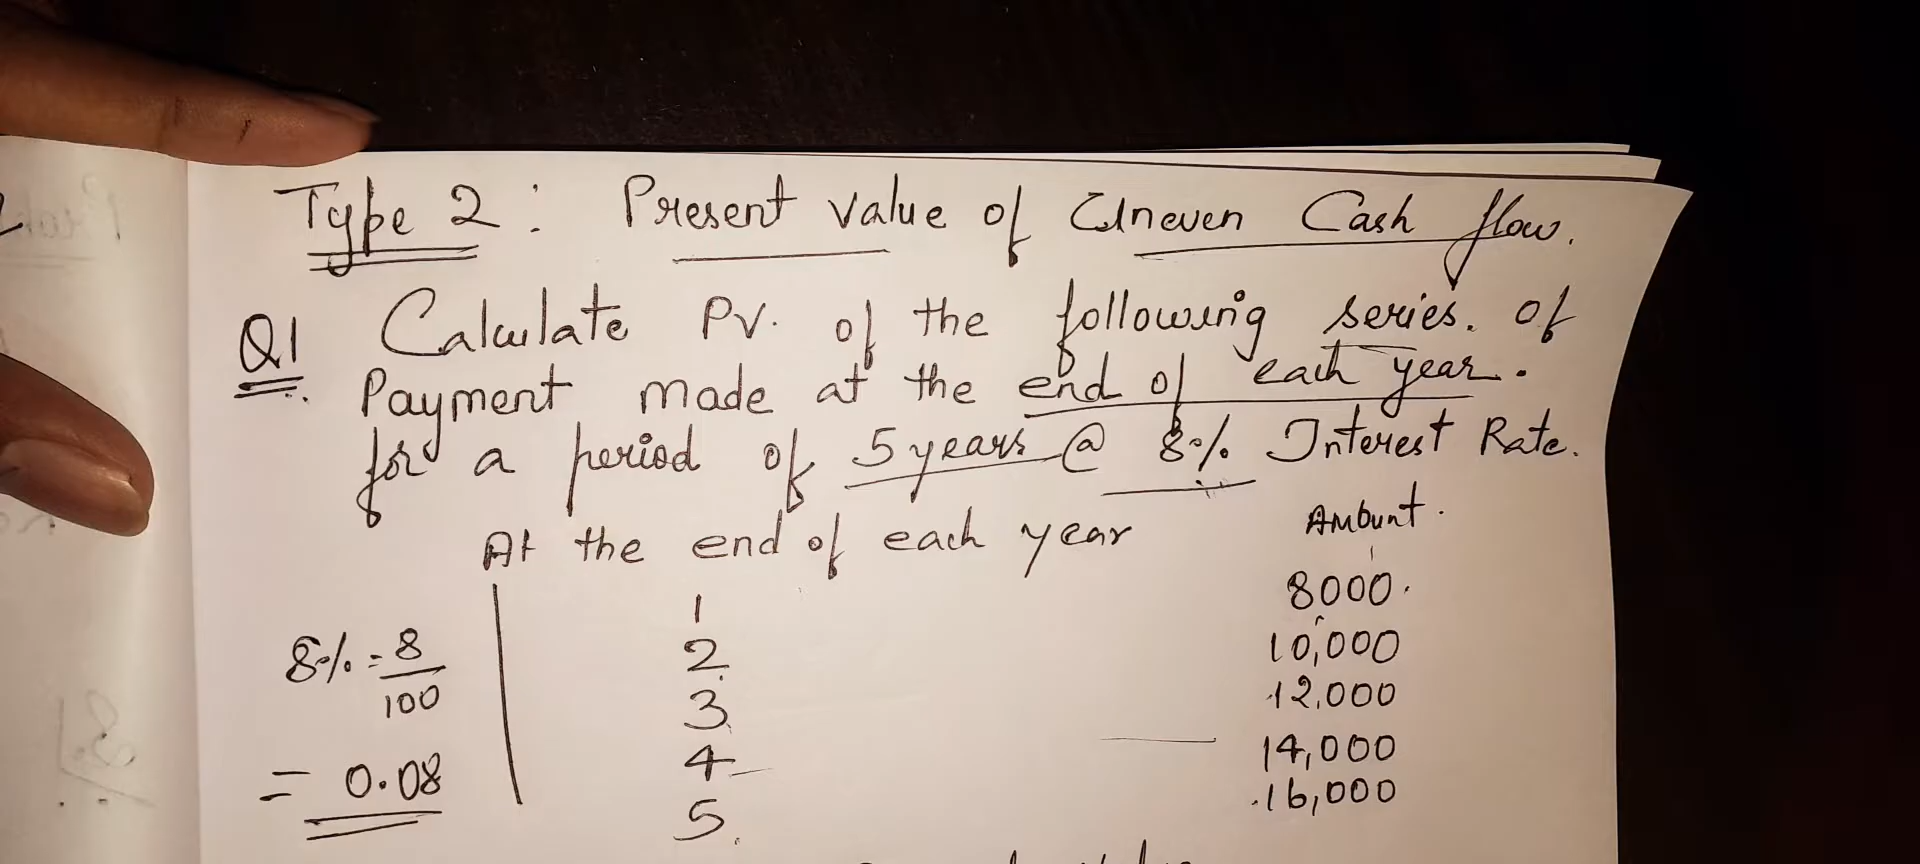 Type 2 : Present value of Uneven Cash flow.
Q1 Calculate PV. of the following series. of
Payment made at the end of each year.
for a period of 5 years @ 8% Interest Rate.
At the end of each year Amount.
1 8000.
2 10,000
3 12,000
4 14,000
5. 16,000
8% = 8/100
= 0.08